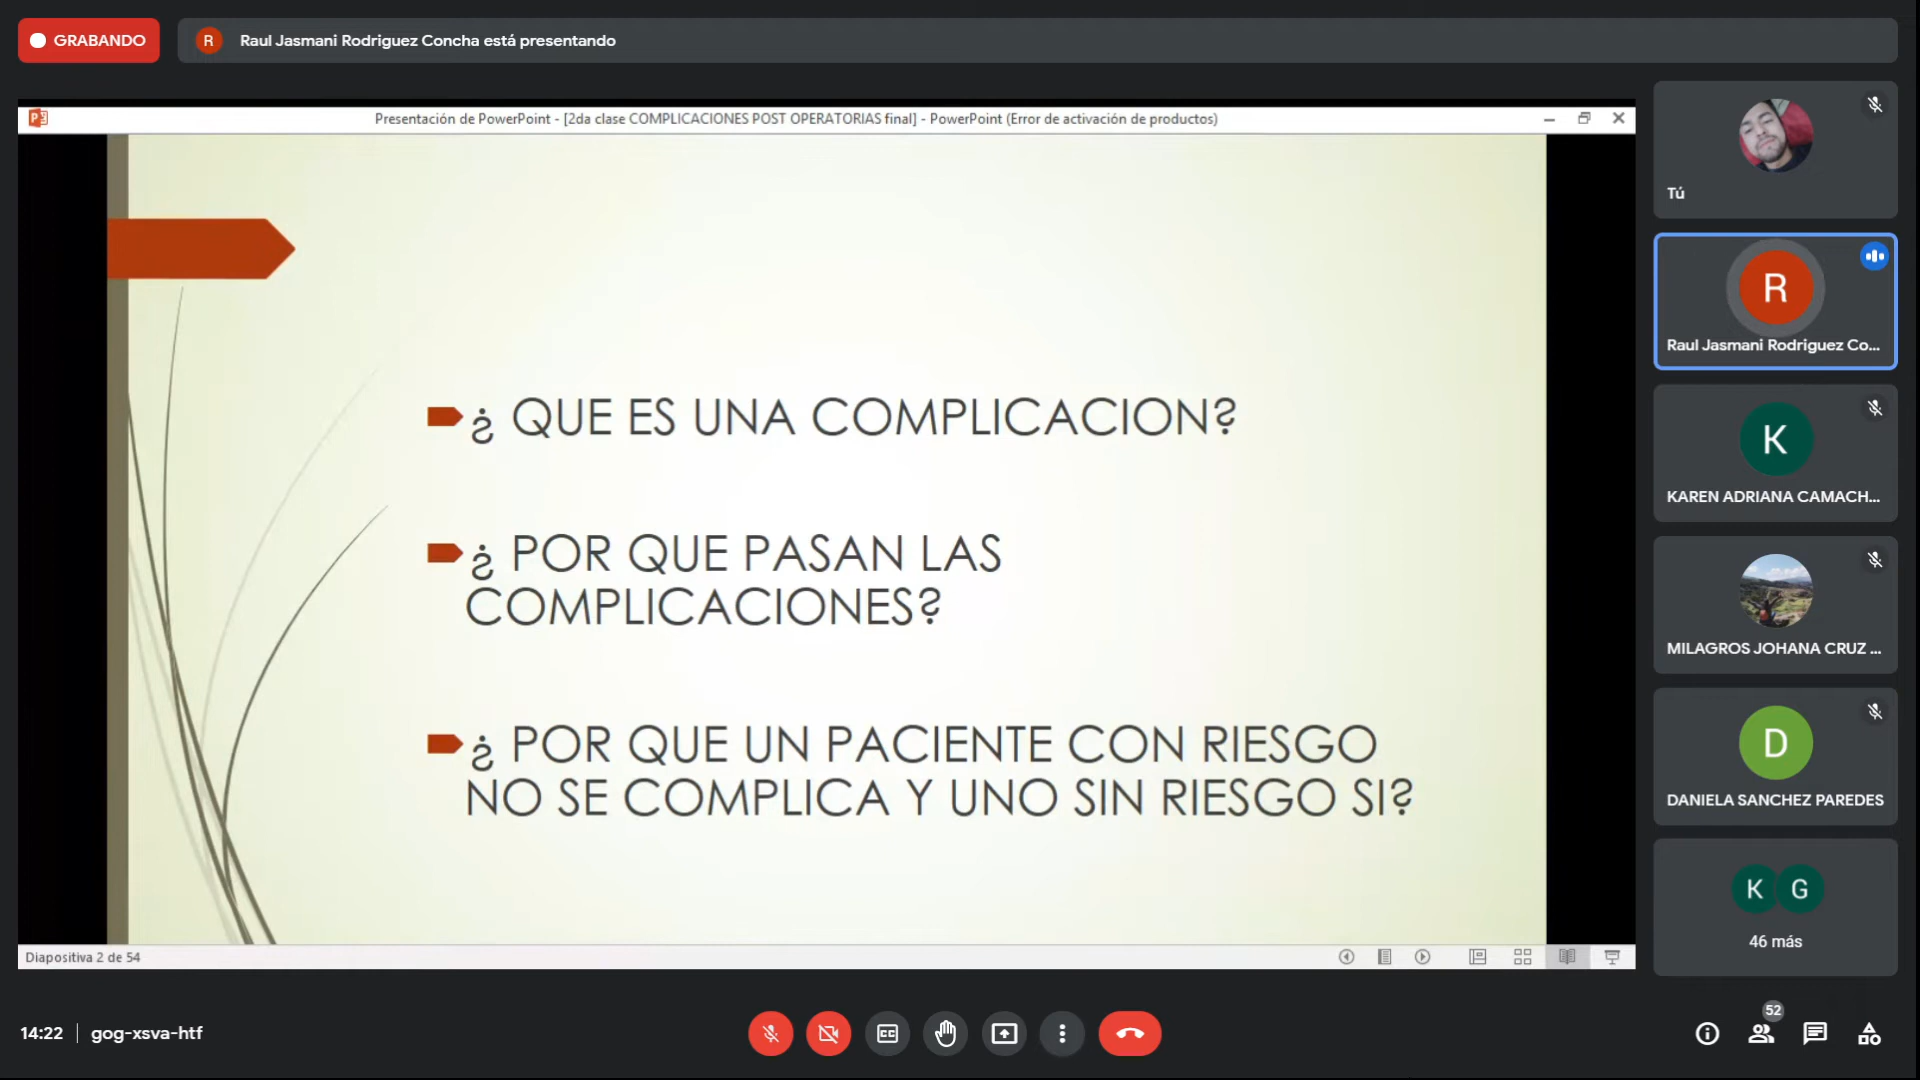 GRABANDO
R
Raul Jasmani Rodriguez Concha está presentando
Presentación de PowerPoint - [2da clase COMPLICACIONES POST OPERATORIAS final] - PowerPoint (Error de activación de productos)
¿ QUE ES UNA COMPLICACION?
¿ POR QUE PASAN LAS
COMPLICACIONES?
¿ POR QUE UN PACIENTE CON RIESGO
NO SE COMPLICA Y UNO SIN RIESGO SI?
Diapositiva 2 de 54
Tú
R
Raul Jasmani Rodriguez Co...
K
KAREN ADRIANA CAMACH...
MILAGROS JOHANA CRUZ ...
D
DANIELA SANCHEZ PAREDES
K G
46 más
14:22 | gog-xsva-htf
CC
52